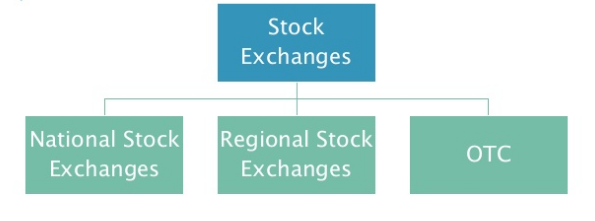 Stock
Exchanges
National Stock
Exchanges
Regional Stock
Exchanges
OTC